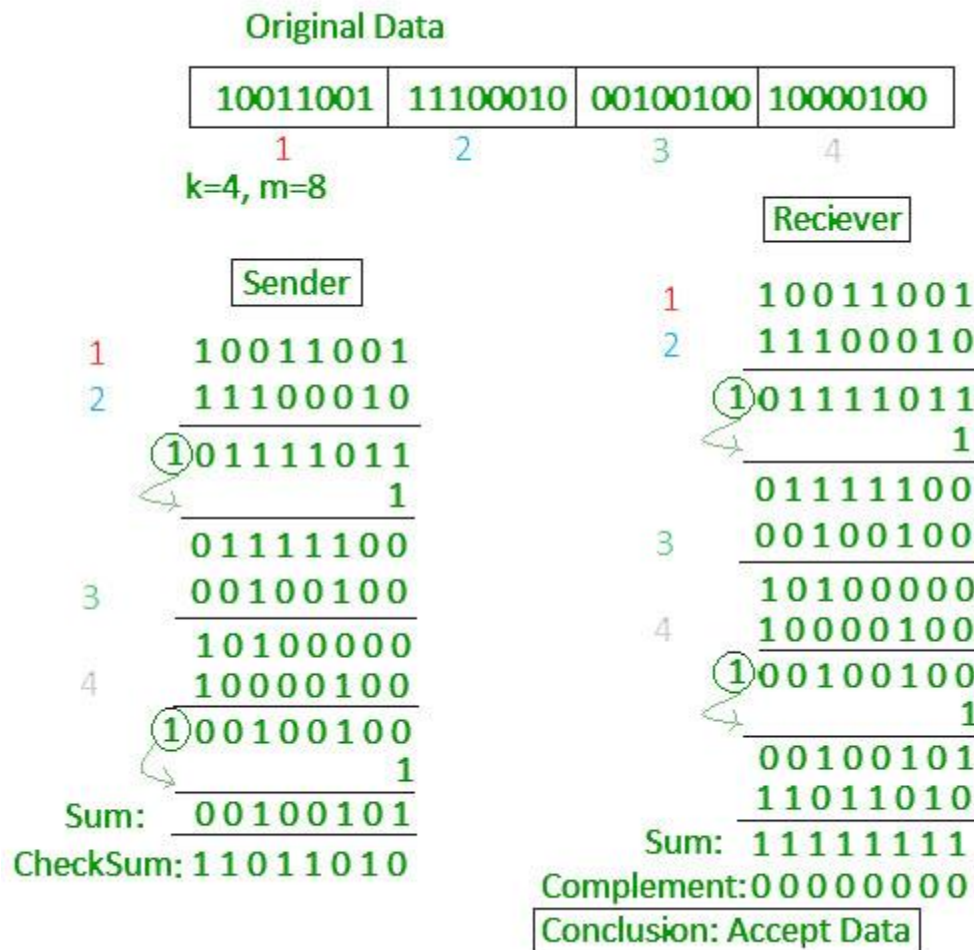 Original Data
10011001 11100010 00100100 10000100
1 2 3 4
k=4, m=8
Sender
1 10011001
2 11100010
1 01111011
1
01111100
3 00100100
10100000
4 10000100
1 00100100
1
Sum: 00100101
CheckSum: 11011010
Reciever
1 10011001
2 11100010
1 01111011
1
01111100
3 00100100
10100000
4 10000100
1 00100100
1
00100101
11011010
Sum: 11111111
Complement: 00000000
Conclusion: Accept Data